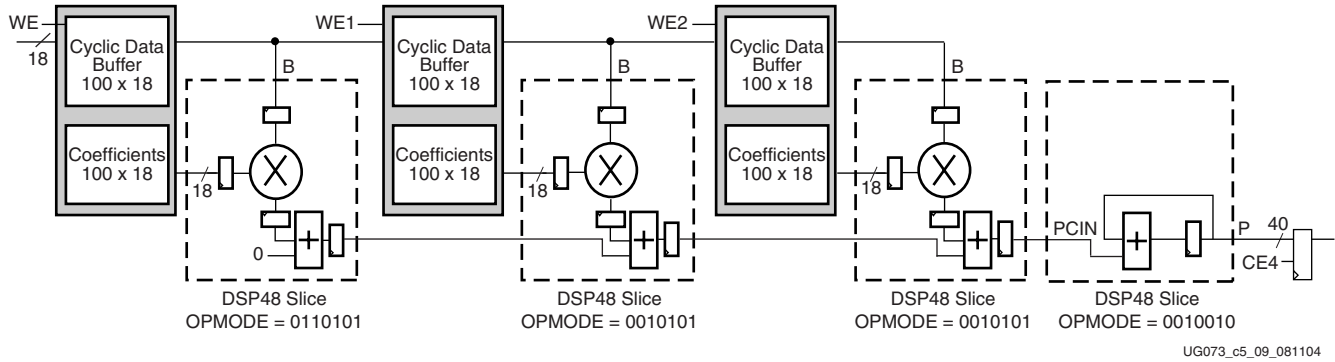 WE
18
Cyclic Data
Buffer
100 x 18
Coefficients
100 x 18
18
B
0
DSP48 Slice
OPMODE = 0110101
WE1
Cyclic Data
Buffer
100 x 18
Coefficients
100 x 18
18
B
DSP48 Slice
OPMODE = 0010101
WE2
Cyclic Data
Buffer
100 x 18
Coefficients
100 x 18
18
B
DSP48 Slice
OPMODE = 0010101
PCIN
P
40
CE4
DSP48 Slice
OPMODE = 0010010
UG073_c5_09_081104